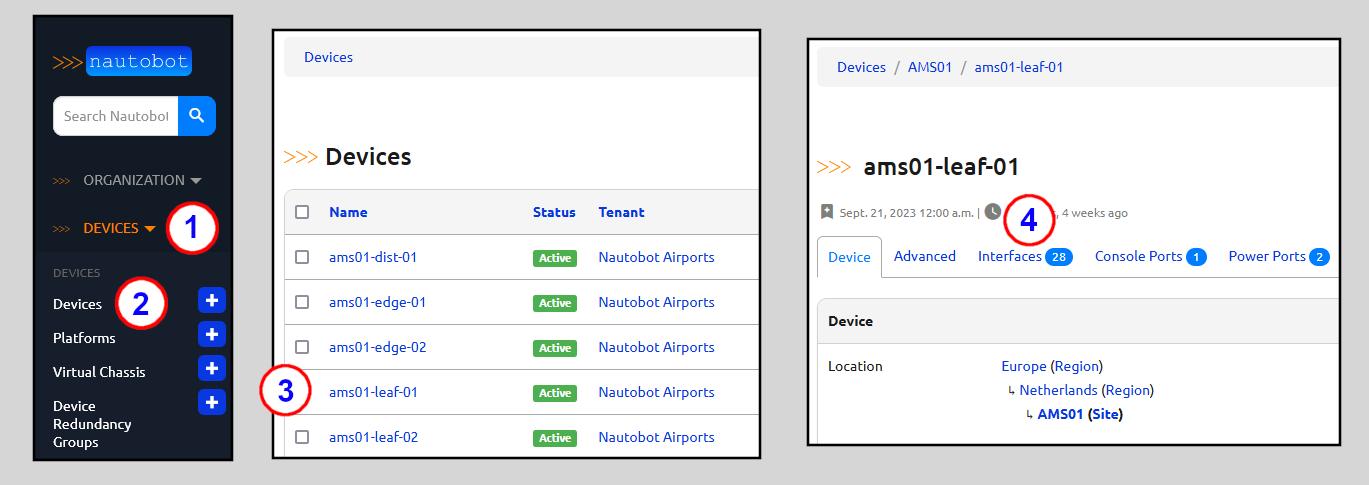 >>> nautobot
Search Nautobot
>>> ORGANIZATION
>>> DEVICES 1
DEVICES
Devices 2
Platforms
Virtual Chassis
Device
Redundancy
Groups
Devices
>>> Devices
Name Status Tenant
ams01-dist-01 Active Nautobot Airports
ams01-edge-01 Active Nautobot Airports
ams01-edge-02 Active Nautobot Airports
3 ams01-leaf-01 Active Nautobot Airports
ams01-leaf-02 Active Nautobot Airports
Devices / AMS01 / ams01-leaf-01
>>> ams01-leaf-01
Sept. 21, 2023 12:00 a.m. | 4 , 4 weeks ago
Device Advanced Interfaces 28 Console Ports 1 Power Ports 2
Device
Location Europe (Region)
↳ Netherlands (Region)
↳ AMS01 (Site)